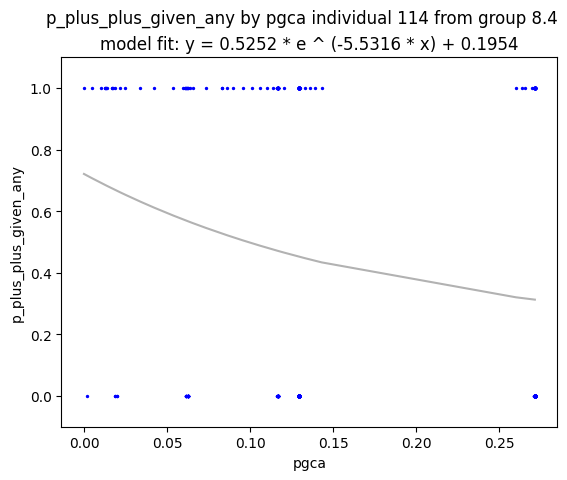 p_plus_plus_given_any by pgca individual 114 from group 8.4
model fit: y = 0.5252 * e ^ (-5.5316 * x) + 0.1954
1.0
0.8
0.6
0.4
0.2
0.0
p_plus_plus_given_any
0.00 0.05 0.10 0.15 0.20 0.25
pgca